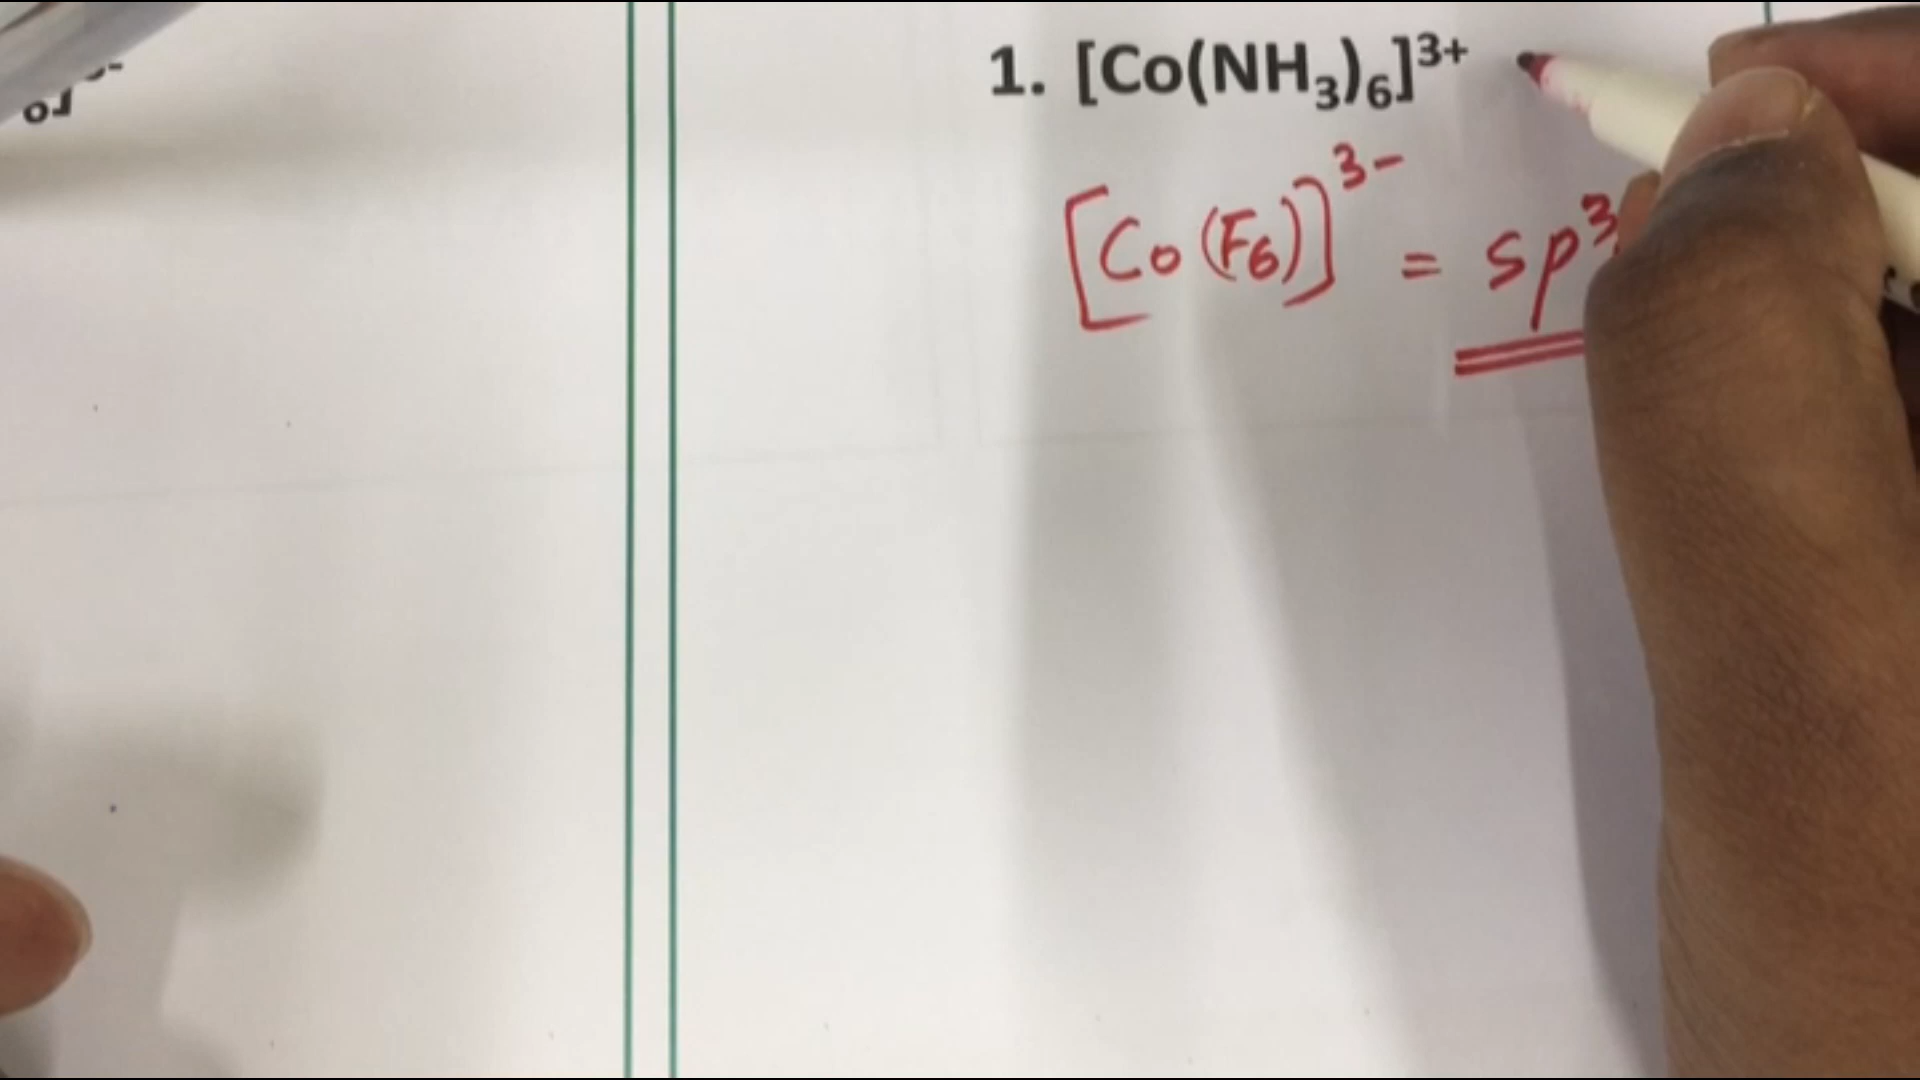 1. [Co(NH₃)₆]³⁺
[Co(F₆)]³⁻ = sp³